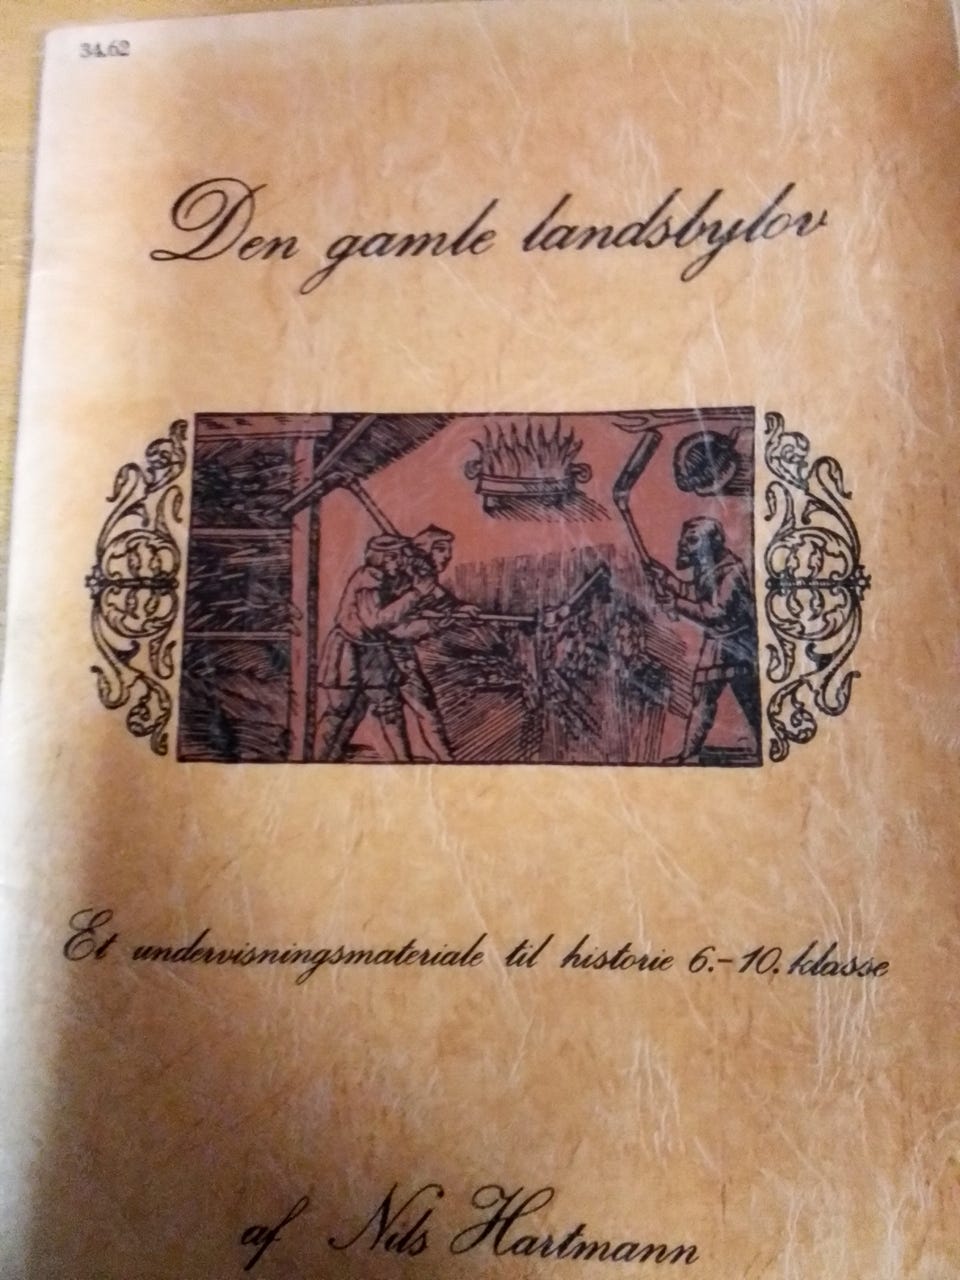 34.62
Den gamle landsbylov
Et undervisningsmateriale til historie 6.-10. klasse
af Nils Hartmann